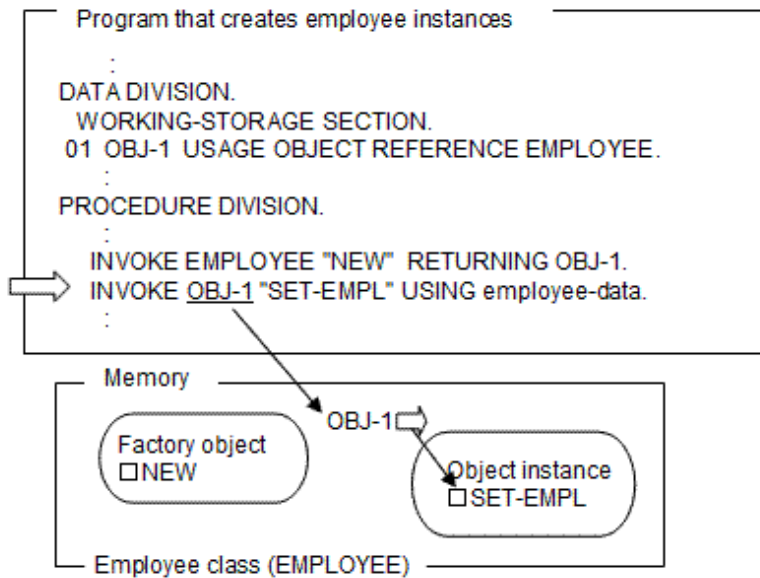 Program that creates employee instances
:
DATA DIVISION.
WORKING-STORAGE SECTION.
01 OBJ-1 USAGE OBJECT REFERENCE EMPLOYEE.
:
PROCEDURE DIVISION.
:
INVOKE EMPLOYEE "NEW" RETURNING OBJ-1.
INVOKE OBJ-1 "SET-EMPL" USING employee-data.
:
Memory
OBJ-1
Factory object
□NEW
Object instance
□SET-EMPL
Employee class (EMPLOYEE)